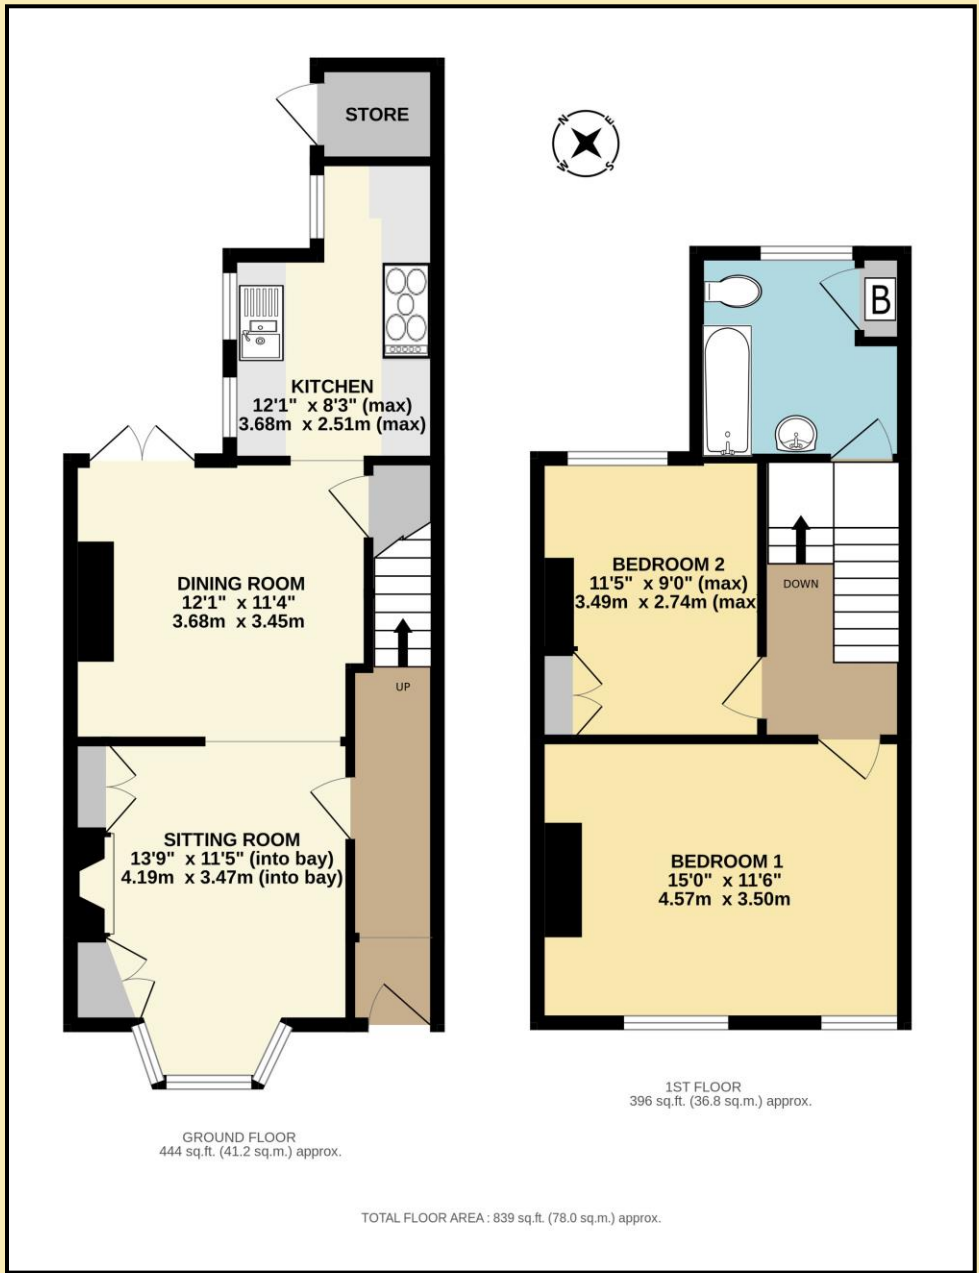 STORE
N
E
W
S
KITCHEN
12'1" x 8'3" (max)
3.68m x 2.51m (max)
DINING ROOM
12'1" x 11'4"
3.68m x 3.45m
UP
SITTING ROOM
13'9" x 11'5" (into bay)
4.19m x 3.47m (into bay)
GROUND FLOOR
444 sq.ft. (41.2 sq.m.) approx.
B
BEDROOM 2
11'5" x 9'0" (max)
3.49m x 2.74m (max
DOWN
BEDROOM 1
15'0" x 11'6"
4.57m x 3.50m
1ST FLOOR
396 sq.ft. (36.8 sq.m.) approx.
TOTAL FLOOR AREA : 839 sq.ft. (78.0 sq.m.) approx.